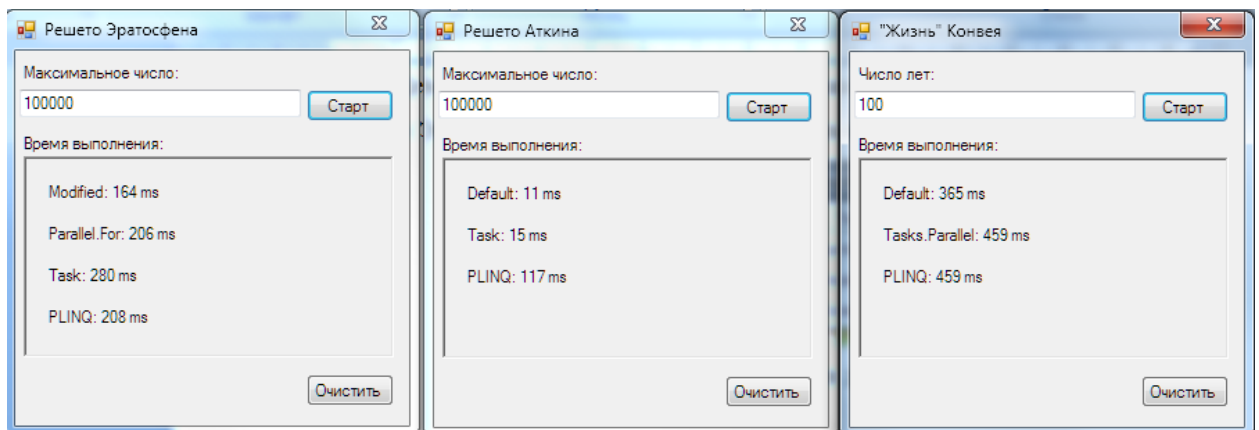 Решето Эратосфена
Максимальное число:
100000
Старт
Время выполнения:
Modified: 164 ms
Parallel.For: 206 ms
Task: 280 ms
PLINQ: 208 ms
Очистить
Решето Аткина
Максимальное число:
100000
Старт
Время выполнения:
Default: 11 ms
Task: 15 ms
PLINQ: 117 ms
Очистить
"Жизнь" Конвея
Число лет:
100
Старт
Время выполнения:
Default: 365 ms
Tasks.Parallel: 459 ms
PLINQ: 459 ms
Очистить